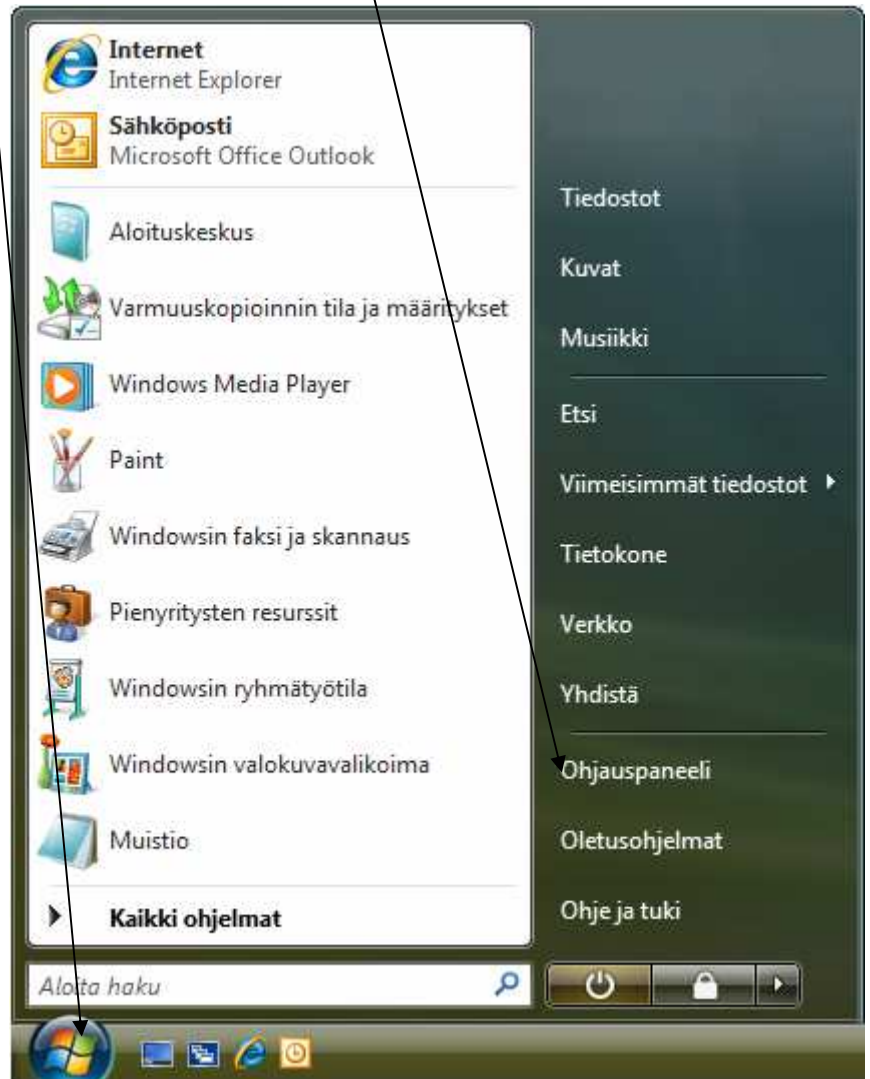 Internet
Internet Explorer
Sähköposti
Microsoft Office Outlook
Aloituskeskus
Varmuuskopioinnin tila ja määritykset
Windows Media Player
Paint
Windowsin faksi ja skannaus
Pienyritysten resurssit
Windowsin ryhmätyötila
Windowsin valokuvavalikoima
Muistio
Kaikki ohjelmat
Aloita haku
Tiedostot
Kuvat
Musiikki
Etsi
Viimeisimmät tiedostot
Tietokone
Verkko
Yhdistä
Ohjauspaneeli
Oletusohjelmat
Ohje ja tuki